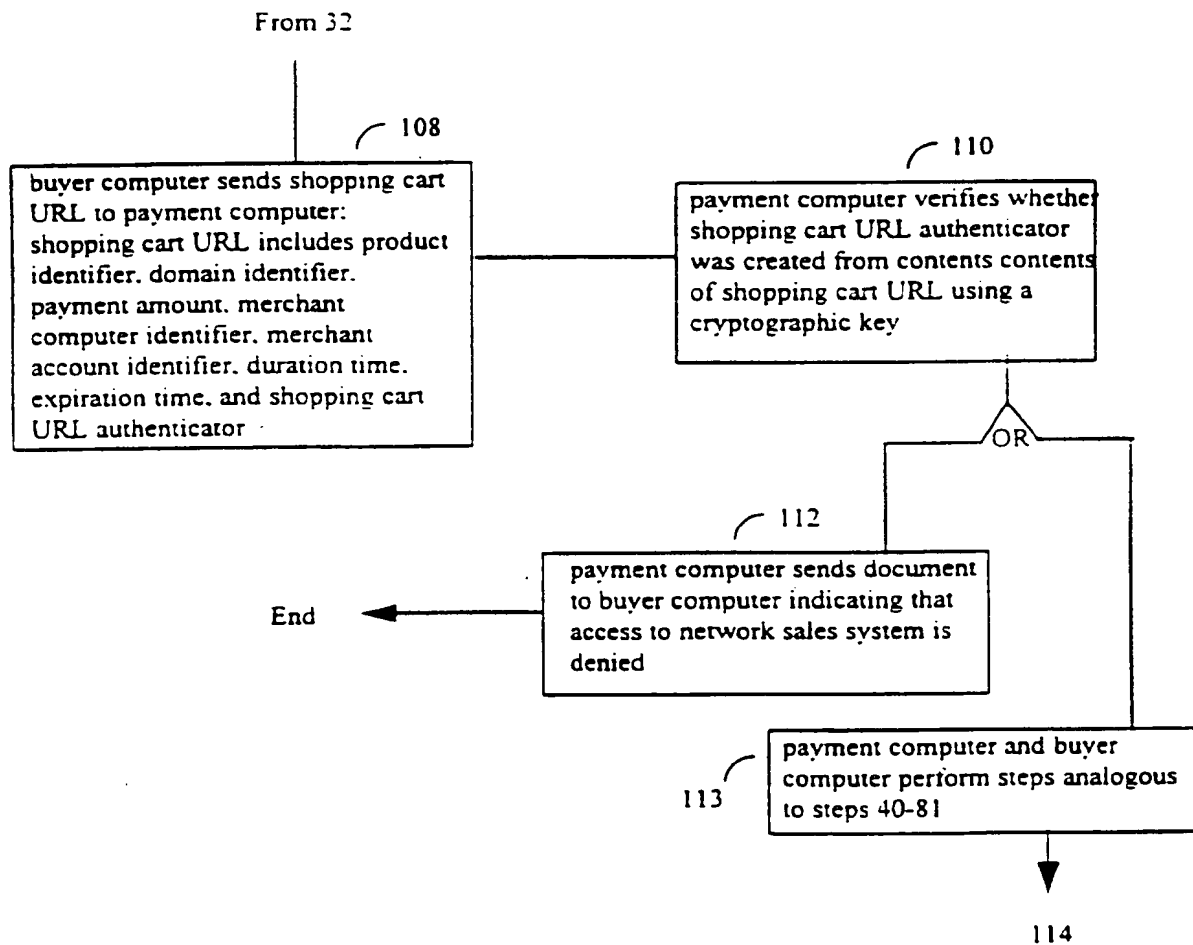 From 32
108
buyer computer sends shopping cart
URL to payment computer:
shopping cart URL includes product
identifier. domain identifier.
payment amount. merchant
computer identifier. merchant
account identifier. duration time.
expiration time. and shopping cart
URL authenticator
110
payment computer verifies whether
shopping cart URL authenticator
was created from contents contents
of shopping cart URL using a
cryptographic key
OR
112
payment computer sends document
to buyer computer indicating that
access to network sales system is
denied
End
payment computer and buyer
computer perform steps analogous
to steps 40-81
113
114